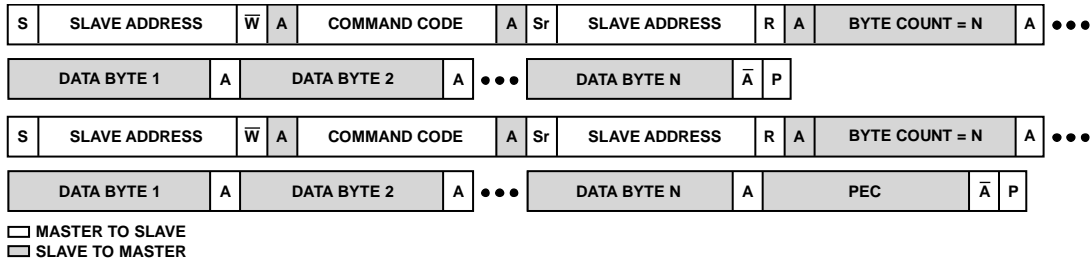 S SLAVE ADDRESS W̅ A COMMAND CODE A Sr SLAVE ADDRESS R A BYTE COUNT = N A •••
DATA BYTE 1 A DATA BYTE 2 A ••• DATA BYTE N A̅ P
S SLAVE ADDRESS W̅ A COMMAND CODE A Sr SLAVE ADDRESS R A BYTE COUNT = N A •••
DATA BYTE 1 A DATA BYTE 2 A ••• DATA BYTE N A PEC A̅ P
MASTER TO SLAVE
SLAVE TO MASTER